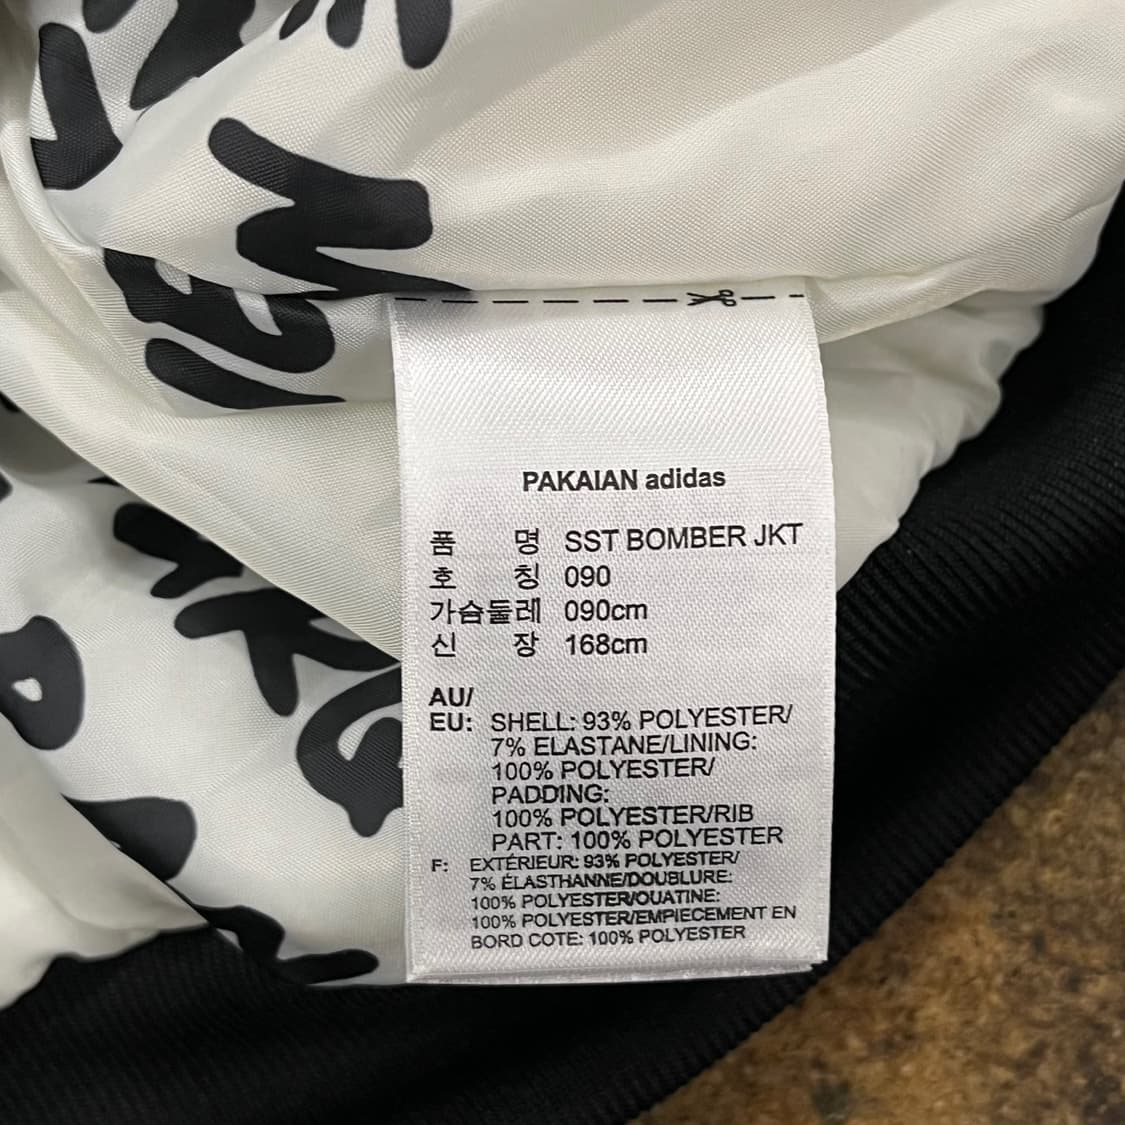 PAKAIAN adidas
품 명 SST BOMBER JKT
호 칭 090
가슴둘레 090cm
신 장 168cm
AU/
EU: SHELL: 93% POLYESTER/
7% ELASTANE/LINING:
100% POLYESTER/
PADDING:
100% POLYESTER/RIB
PART: 100% POLYESTER
F: EXTÉRIEUR: 93% POLYESTER/
7% ÉLASTHANNE/DOUBLURE:
100% POLYESTER/OUATINE:
100% POLYESTER/EMPIECEMENT EN
BORD COTE: 100% POLYESTER